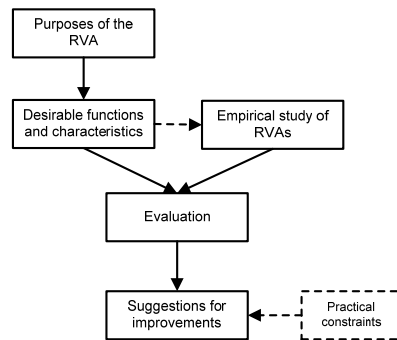 Purposes of the
RVA
Desirable functions
and characteristics
Empirical study of
RVAs
Evaluation
Suggestions for
improvements
Practical
constraints